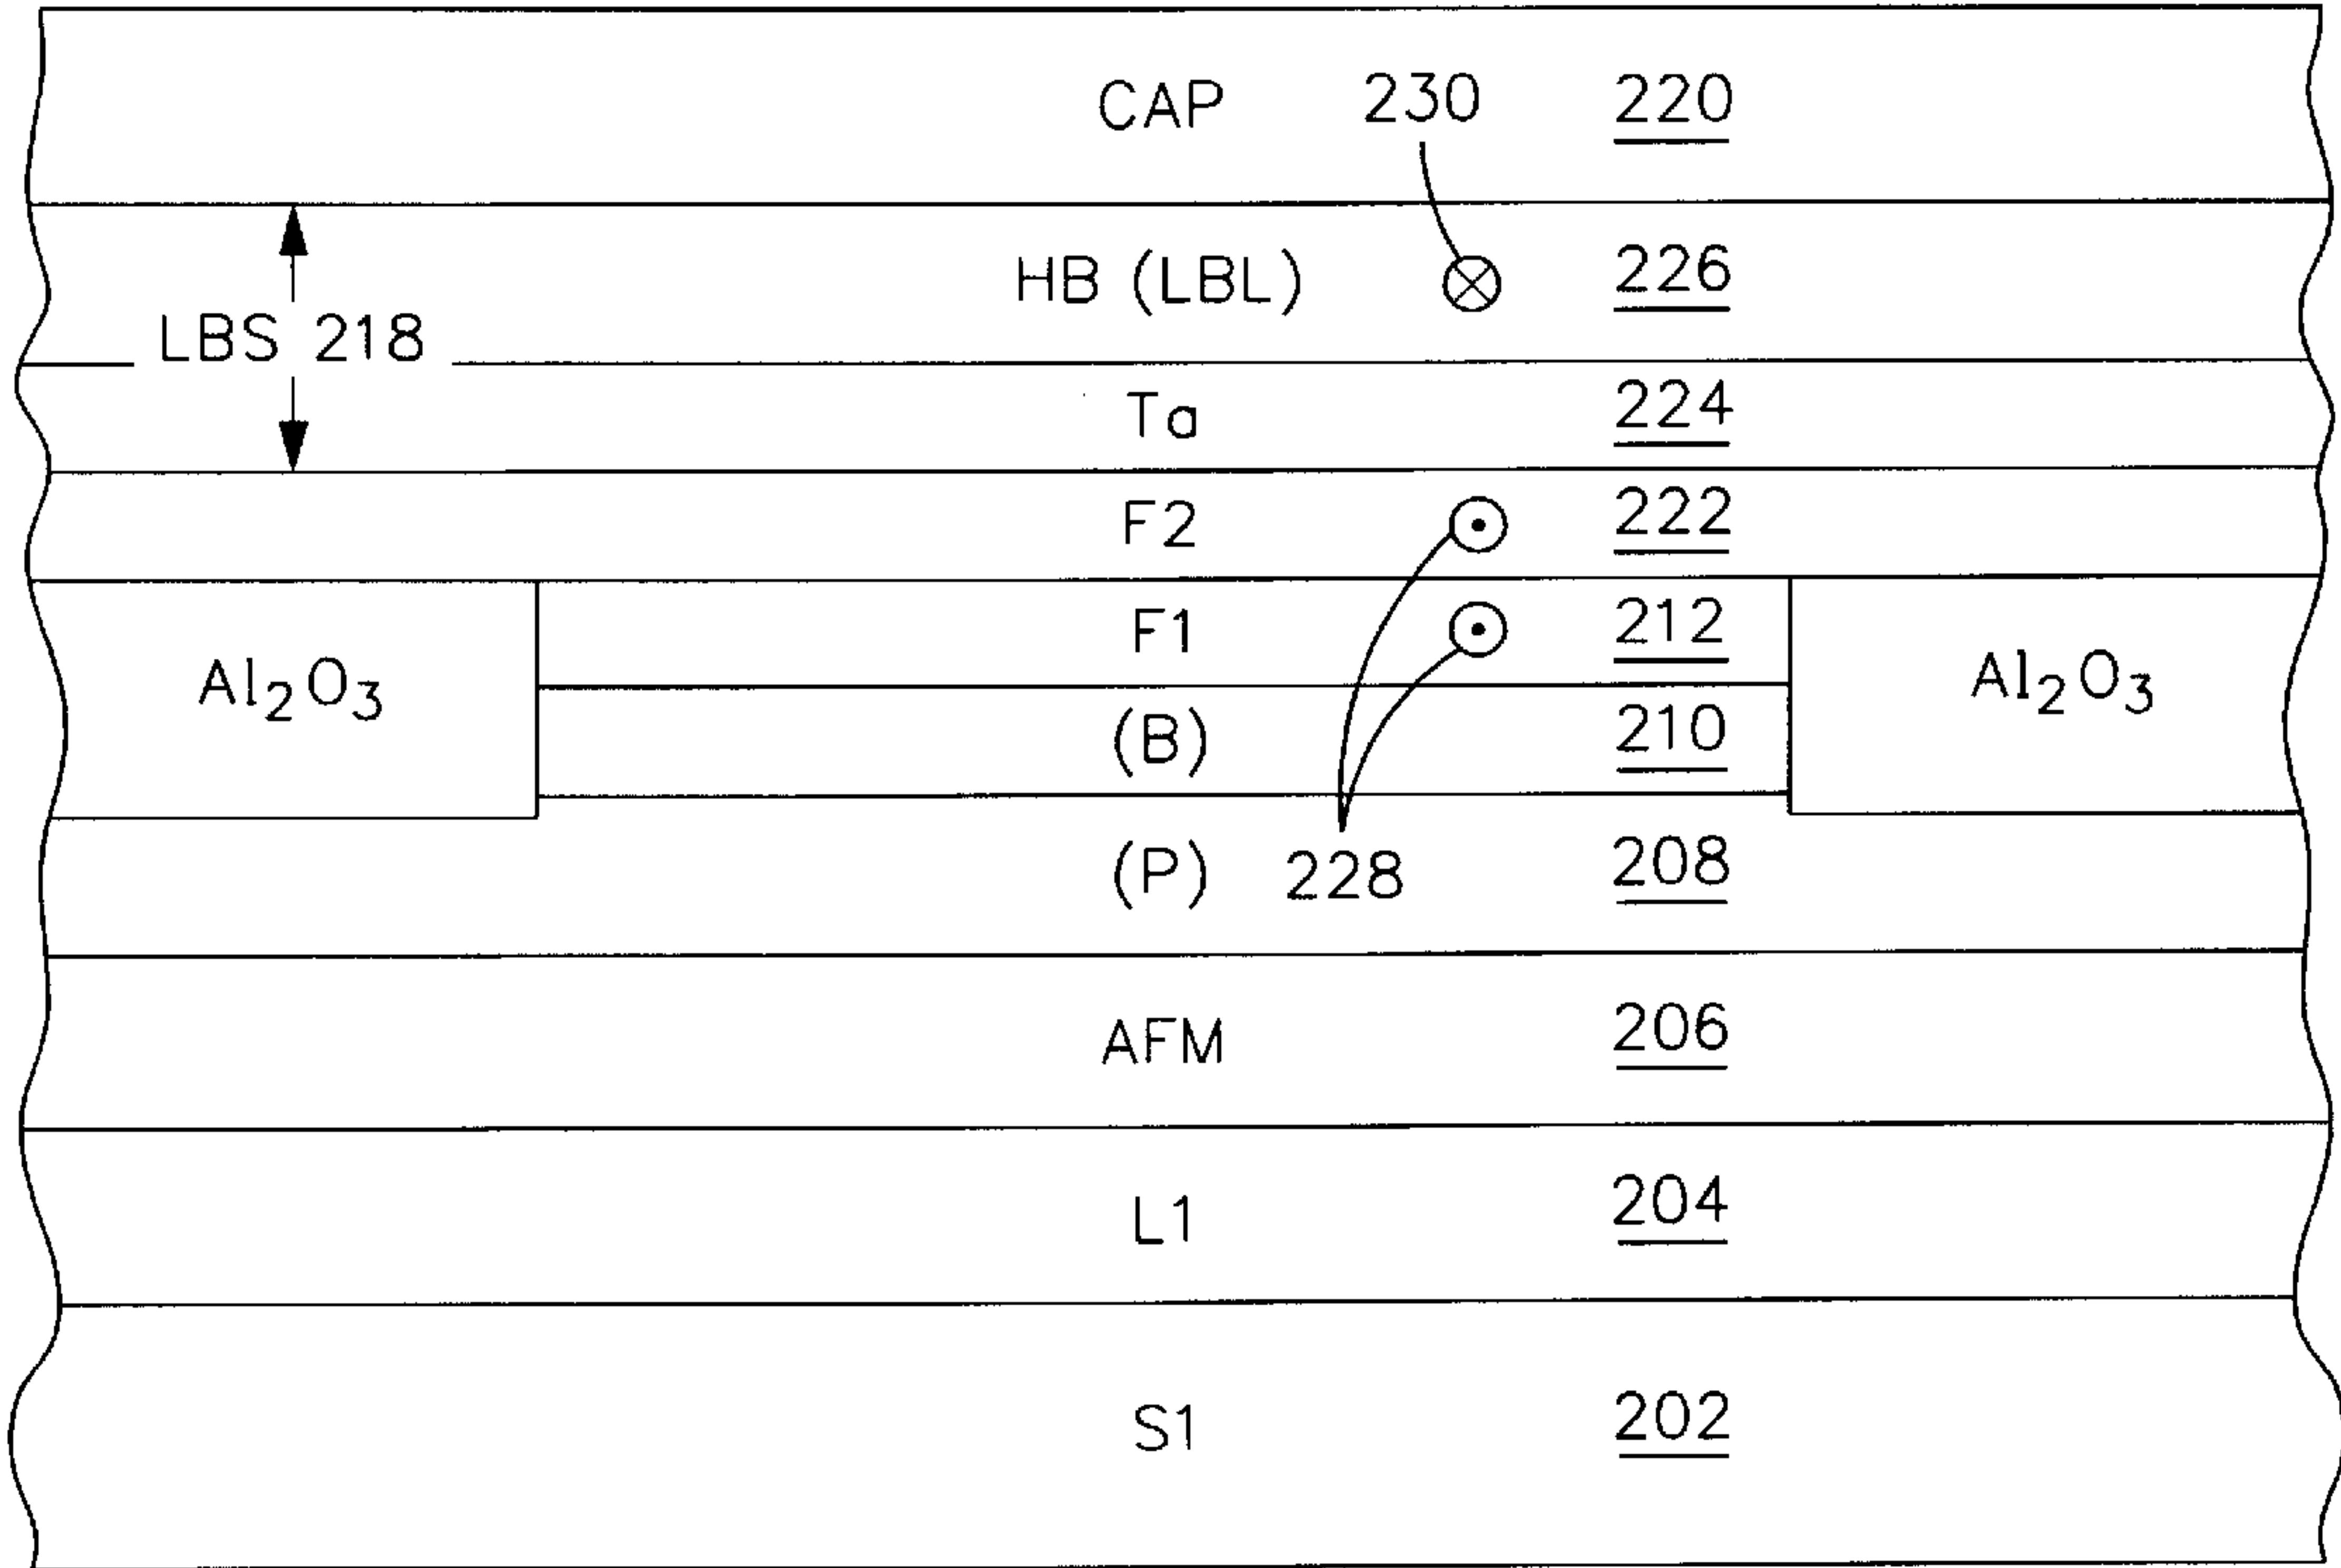 CAP 230 220
HB (LBL) 226
LBS 218
Ta 224
F2 222
F1 212
Al₂O₃ Al₂O₃
(B) 210
(P) 228 208
AFM 206
L1 204
S1 202